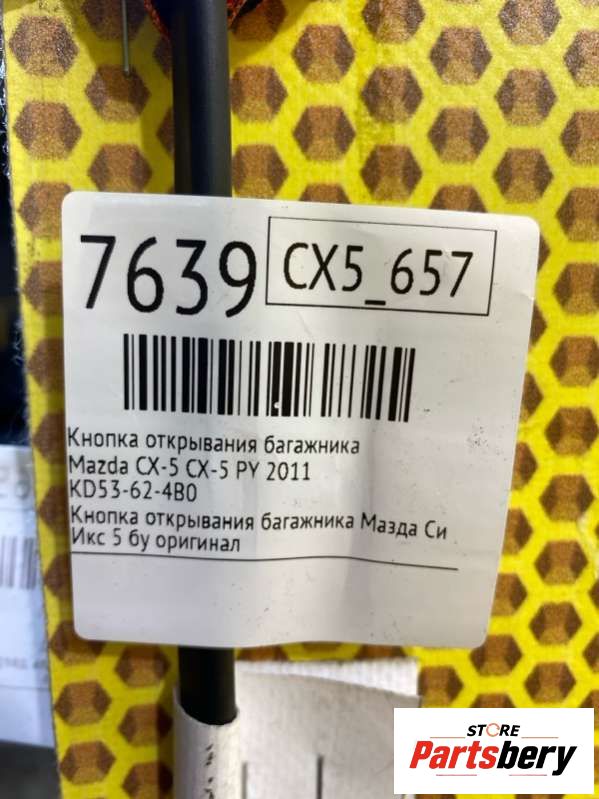 7639 CX5_657
Кнопка открывания багажника
Mazda CX-5 CX-5 PY 2011
KD53-62-4B0
Кнопка открывания багажника Мазда Си
Икс 5 бу оригинал
STORE
Partsbery